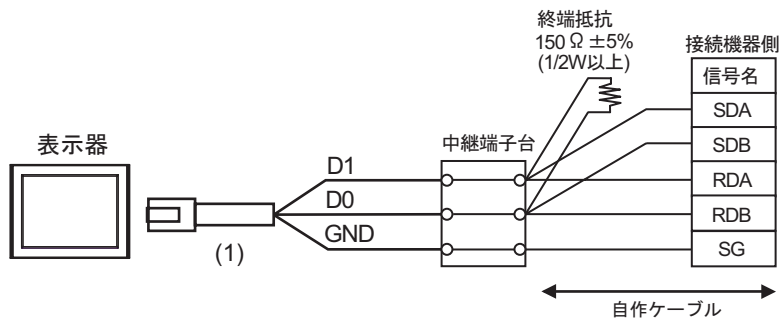 終端抵抗
150 Ω ±5%
(1/2W以上)
接続機器側
信号名
SDA
SDB
RDA
RDB
SG
中継端子台
表示器
D1
D0
GND
(1)
自作ケーブル